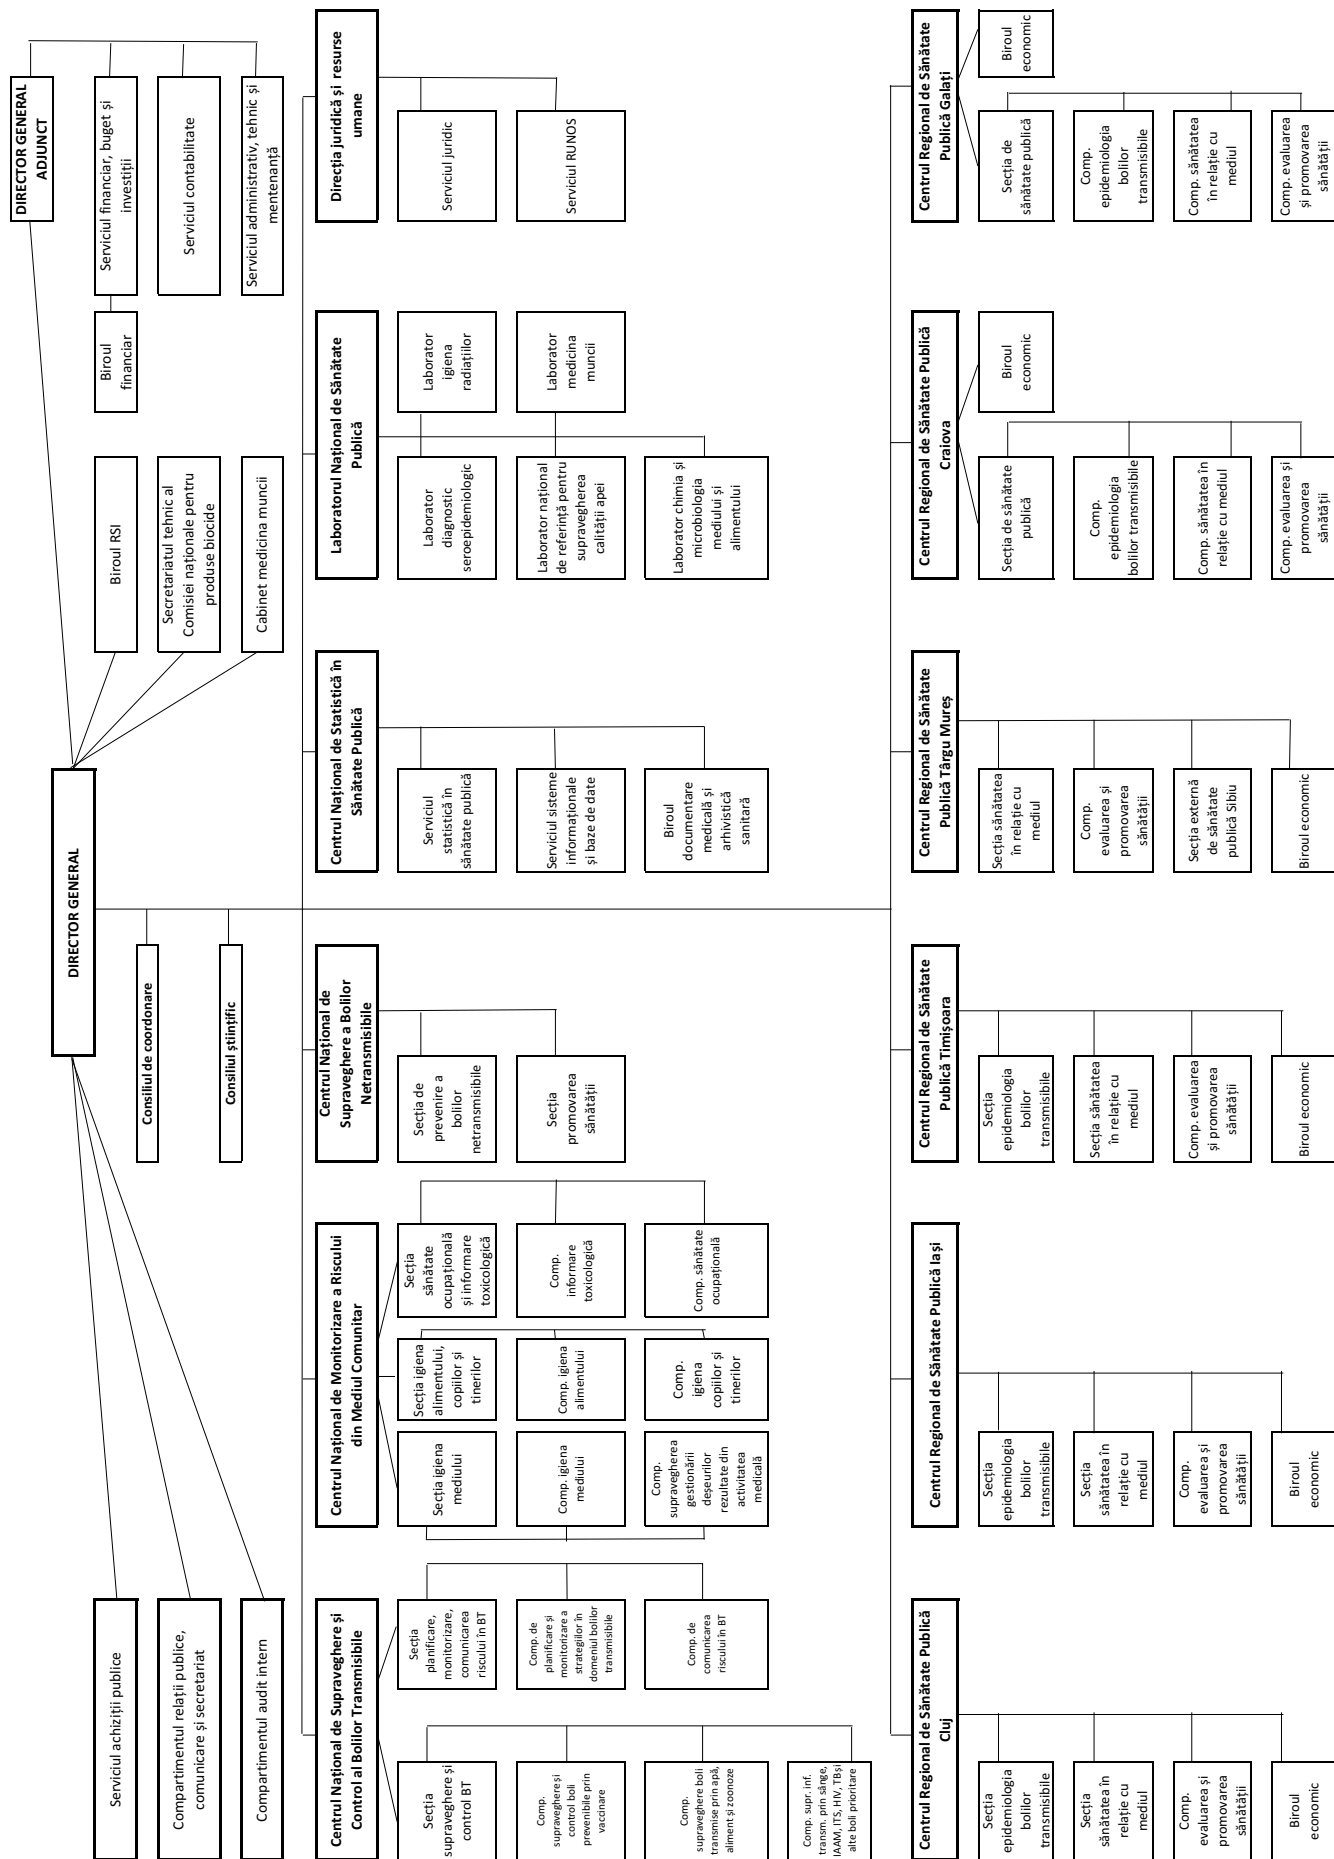 DIRECTOR GENERAL
DIRECTOR GENERAL
ADJUNCT
Serviciul achiziții publice
Compartimentul relații publice,
comunicare și secretariat
Compartimentul audit intern
Consiliul de coordonare
Consiliul științific
Biroul RSI
Secretariatul tehnic al
Comisiei naționale pentru
produse biocide
Cabinet medicina muncii
Biroul
financiar
Serviciul financiar, buget și
investiții
Serviciul contabilitate
Serviciul administrativ, tehnic și
mentenanță
Centrul Național de Supraveghere și
Control al Bolilor Transmisibile
Secția
supraveghere și
control BT
Comp.
supraveghere și
control boli
prevenibile prin
vaccinare
Comp.
supraveghere boli
transmise prin apă,
aliment și zoonoze
Comp. supr. inf.
transm. prin sânge,
IAAM, ITS, HIV, TB și
alte boli prioritare
Secția
planificare,
monitorizare,
comunicarea
riscului în BT
Comp. de
planificare și
monitorizare a
strategiilor în
domeniul bolilor
transmisibile
Comp. de
comunicarea
riscului în BT
Centrul Național de Monitorizare a Riscului
din Mediul Comunitar
Secția igiena
mediului
Comp. igiena
mediului
Comp.
supravegherea
gestionării
deșeurilor
rezultate din
activitatea
medicală
Secția igiena
alimentului,
copiilor și
tinerilor
Comp. igiena
alimentului
Comp.
igiena
copiilor și
tinerilor
Secția
sănătate
ocupațională
și informare
toxicologică
Comp.
informare
toxicologică
Comp. sănătate
ocupațională
Centrul Național de
Supraveghere a Bolilor
Netransmisibile
Secția de
prevenire a
bolilor
netransmisibile
Secția
promovarea
sănătății
Centrul Național de Statistică în
Sănătate Publică
Serviciul
statistică în
sănătate publică
Serviciul sisteme
informaționale
și baze de date
Biroul
documentare
medicală și
arhivistică
sanitară
Laboratorul Național de Sănătate
Publică
Laborator
diagnostic
seroepidemiologic
Laborator național
de referință pentru
supravegherea
calității apei
Laborator chimia și
microbiologia
mediului și
alimentului
Laborator
igiena
radiațiilor
Laborator
medicina
muncii
Direcția juridică și resurse
umane
Serviciul juridic
Serviciul RUNOS
Centrul Regional de Sănătate Publică
Cluj
Secția
epidemiologia
bolilor
transmisibile
Secția
sănătatea în
relație cu
mediul
Comp.
evaluarea și
promovarea
sănătății
Biroul
economic
Centrul Regional de Sănătate Publică Iași
Secția
epidemiologia
bolilor
transmisibile
Secția
sănătatea în
relație cu
mediul
Comp.
evaluarea și
promovarea
sănătății
Biroul
economic
Centrul Regional de Sănătate
Publică Timișoara
Secția
epidemiologia
bolilor
transmisibile
Secția sănătatea
în relație cu
mediul
Comp. evaluarea
și promovarea
sănătății
Biroul economic
Centrul Regional de Sănătate
Publică Târgu Mureș
Secția sănătatea
în relație cu
mediul
Comp.
evaluarea și
promovarea
sănătății
Secția externă
de sănătate
publică Sibiu
Biroul economic
Centrul Regional de Sănătate Publică
Craiova
Secția de sănătate
publică
Comp.
epidemiologia
bolilor transmisibile
Comp. sănătatea în
relație cu mediul
Comp. evaluarea și
promovarea
sănătății
Biroul
economic
Centrul Regional de Sănătate
Publică Galați
Secția de
sănătate publică
Comp.
epidemiologia
bolilor
transmisibile
Comp. sănătatea
în relație cu
mediul
Comp. evaluarea
și promovarea
sănătății
Biroul
economic